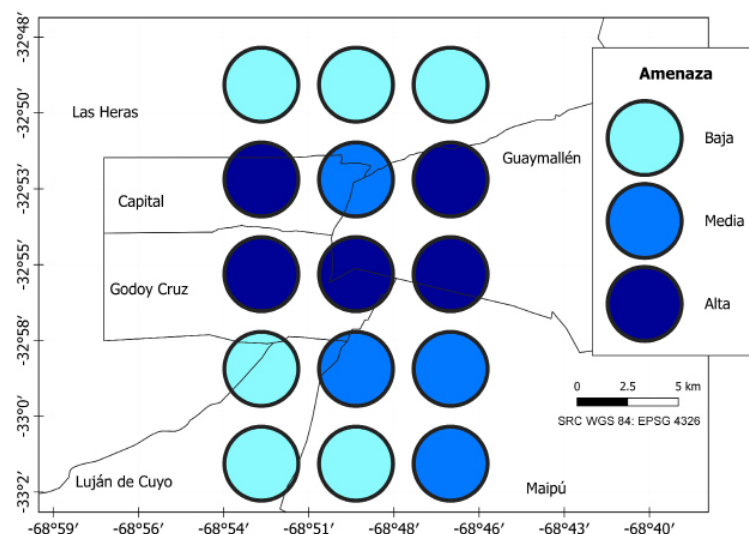 -32°48′
-32°50′
-32°53′
-32°55′
-32°58′
-33°0′
-33°2′
Las Heras
Guaymallén
Capital
Godoy Cruz
Luján de Cuyo
Maipú
Amenaza
Baja
Media
Alta
0 2.5 5 km
SRC WGS 84: EPSG 4326
-68°59′ -68°56′ -68°54′ -68°51′ -68°48′ -68°46′ -68°43′ -68°40′